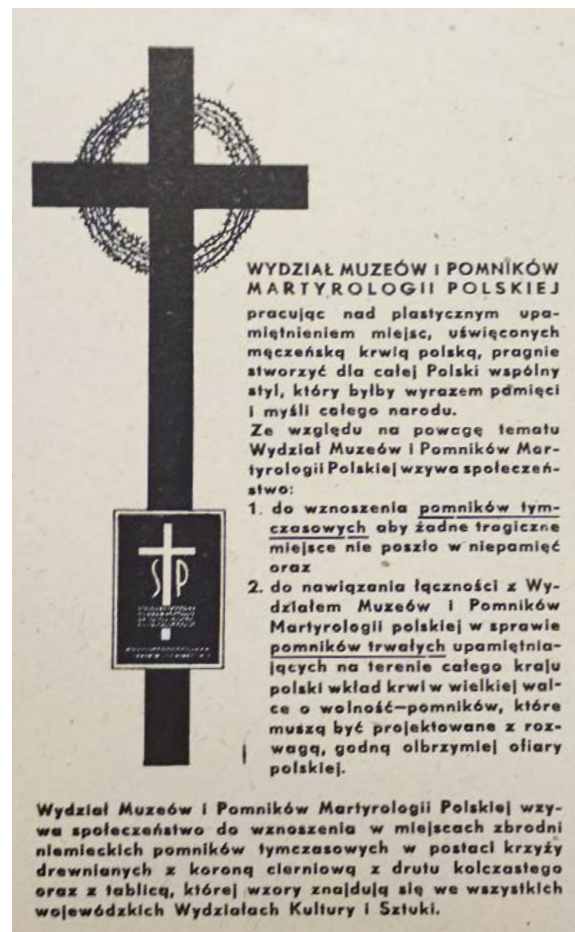 WYDZIAŁ MUZEÓW I POMNIKÓW
MARTYROLOGII POLSKIEJ
pracując nad plastycznym upa-
miętnieniem miejsc, uświęconych
męczeńską krwią polską, pragnie
stworzyć dla całej Polski wspólny
styl, który byłby wyrazem pamięci
i myśli całego narodu.
Ze względu na powagę tematu
Wydział Muzeów i Pomników Mar-
tyrologii Polskiej wzywa społeczeń-
stwo:
1. do wznoszenia pomników tym-
czasowych aby żadne tragiczne
miejsce nie poszło w niepamięć
oraz
2. do nawiązania łączności z Wy-
działem Muzeów i Pomników
Martyrologii polskiej w sprawie
pomników trwałych upamiętnia-
jących na terenie całego kraju
polski wkład krwi w wielkiej wal-
ce o wolność—pomników, które
muszą być projektowane z roz-
wagą, godną olbrzymiej ofiary
polskiej.
SP
Wydział Muzeów i Pomników Martyrologii Polskiej wzy-
wa społeczeństwo do wznoszenia w miejscach zbrodni
niemieckich pomników tymczasowych w postaci krzyży
drewnianych z koroną cierniową z drutu kolczastego
oraz z tablicą, której wzory znajdują się we wszystkich
wojewódzkich Wydziałach Kultury i Sztuki.